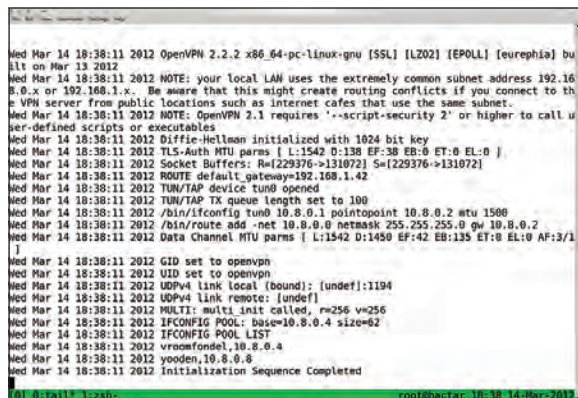 Wed Mar 14 18:38:11 2012 OpenVPN 2.2.2 x86_64-pc-linux-gnu [SSL] [LZO2] [EPOLL] [eurephia] bu
ilt on Mar 13 2012
Wed Mar 14 18:38:11 2012 NOTE: your local LAN uses the extremely common subnet address 192.16
8.0.x or 192.168.1.x.  Be aware that this might create routing conflicts if you connect to th
e VPN server from public locations such as internet cafes that use the same subnet.
Wed Mar 14 18:38:11 2012 NOTE: OpenVPN 2.1 requires '--script-security 2' or higher to call u
ser-defined scripts or executables
Wed Mar 14 18:38:11 2012 Diffie-Hellman initialized with 1024 bit key
Wed Mar 14 18:38:11 2012 TLS-Auth MTU parms [ L:1542 D:138 EF:38 EB:0 ET:0 EL:0 ]
Wed Mar 14 18:38:11 2012 Socket Buffers: R=[229376->131072] S=[229376->131072]
Wed Mar 14 18:38:11 2012 ROUTE default_gateway=192.168.1.42
Wed Mar 14 18:38:11 2012 TUN/TAP device tun0 opened
Wed Mar 14 18:38:11 2012 TUN/TAP TX queue length set to 100
Wed Mar 14 18:38:11 2012 /bin/ifconfig tun0 10.8.0.1 pointopoint 10.8.0.2 mtu 1500
Wed Mar 14 18:38:11 2012 /bin/route add -net 10.8.0.0 netmask 255.255.255.0 gw 10.8.0.2
Wed Mar 14 18:38:11 2012 Data Channel MTU parms [ L:1542 D:1450 EF:42 EB:135 ET:0 EL:0 AF:3/1
]
Wed Mar 14 18:38:11 2012 GID set to openvpn
Wed Mar 14 18:38:11 2012 UID set to openvpn
Wed Mar 14 18:38:11 2012 UDPv4 link local (bound): [undef]:1194
Wed Mar 14 18:38:11 2012 UDPv4 link remote: [undef]
Wed Mar 14 18:38:11 2012 MULTI: multi_init called, r=256 v=256
Wed Mar 14 18:38:11 2012 IFCONFIG POOL: base=10.8.0.4 size=62
Wed Mar 14 18:38:11 2012 IFCONFIG POOL LIST
Wed Mar 14 18:38:11 2012 vroomfondel,10.8.0.4
Wed Mar 14 18:38:11 2012 yooden,10.8.0.8
Wed Mar 14 18:38:11 2012 Initialization Sequence Completed
[0] 0:tail* 1:zsh- root@hactar 18:38 14-Mar-2012